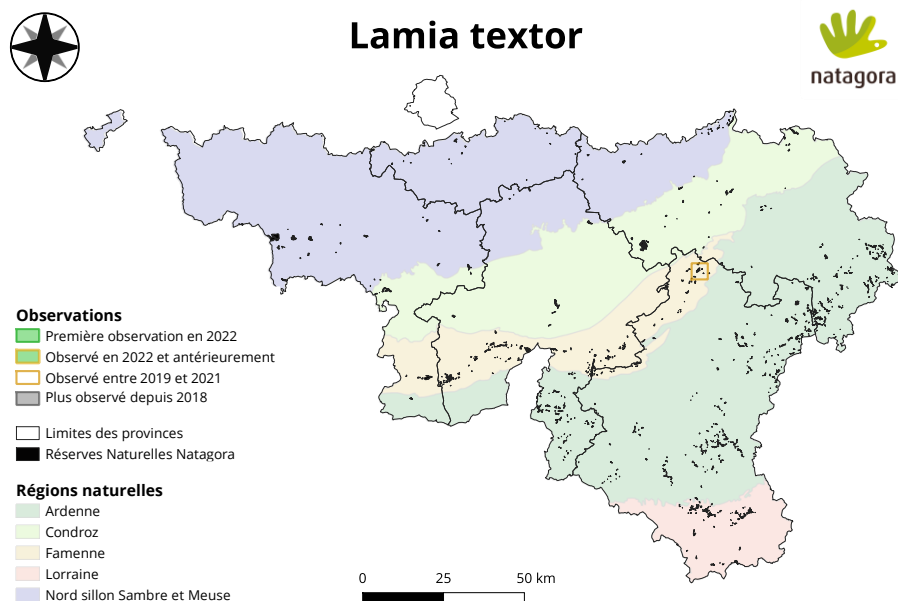 Lamia textor
natagora
Observations
Première observation en 2022
Observé en 2022 et antérieurement
Observé entre 2019 et 2021
Plus observé depuis 2018
Limites des provinces
Réserves Naturelles Natagora
Régions naturelles
Ardenne
Condroz
Famenne
Lorraine
Nord sillon Sambre et Meuse
0 25 50 km